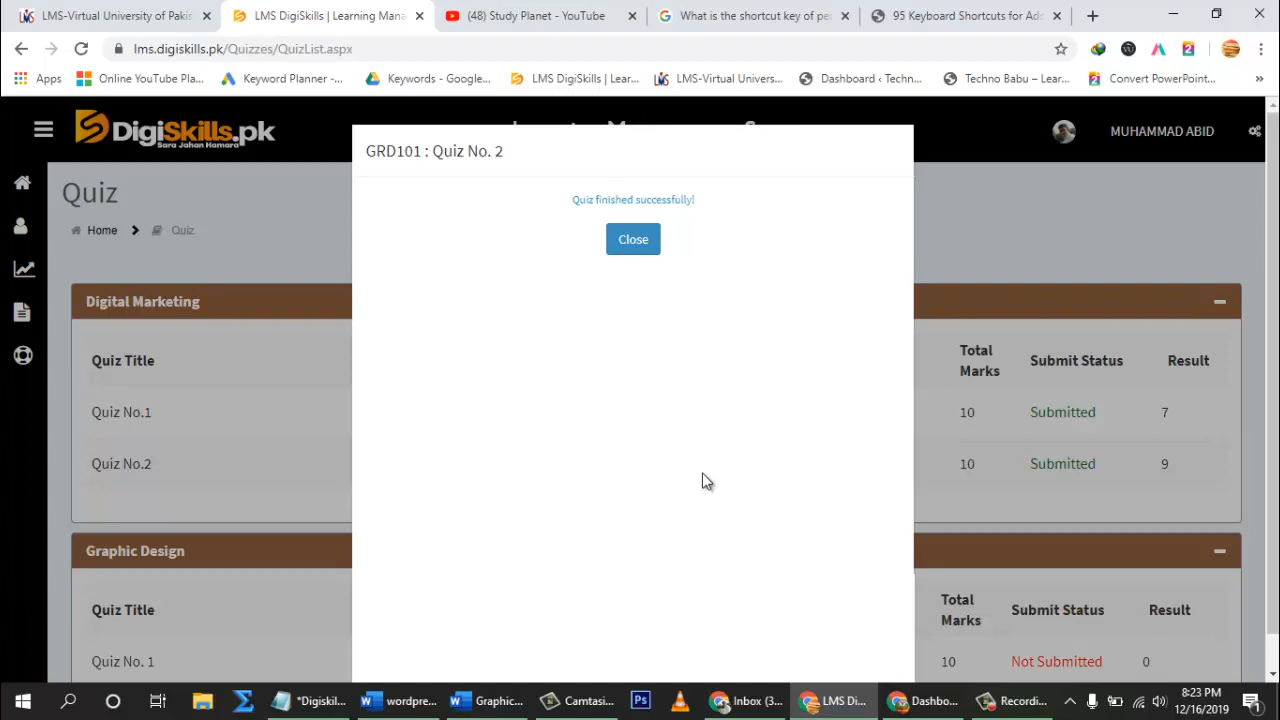 LMS-Virtual University of Pakis
LMS DigiSkills | Learning Mana
(48) Study Planet - YouTube
What is the shortcut key of pe
95 Keyboard Shortcuts for Ado
lms.digiskills.pk/Quizzes/QuizList.aspx
Apps
Online YouTube Pla...
Keyword Planner -...
Keywords - Google...
LMS DigiSkills | Lear...
LMS-Virtual Univers...
Dashboard ‹ Techn...
Techno Babu – Lear...
Convert PowerPoint...
DigiSkills.pk
Sara Jahan Hamara
MUHAMMAD ABID
GRD101 : Quiz No. 2
Quiz finished successfully!
Close
Quiz
Home
Quiz
Digital Marketing
Quiz Title
Total Marks
Submit Status
Result
Quiz No.1
10
Submitted
7
Quiz No.2
10
Submitted
9
Graphic Design
Quiz Title
Total Marks
Submit Status
Result
Quiz No. 1
10
Not Submitted
0
*Digiskil...
wordpre...
Graphic...
Camtasi...
Inbox (3...
LMS Di...
Dashbo...
Recordi...
8:23 PM
12/16/2019